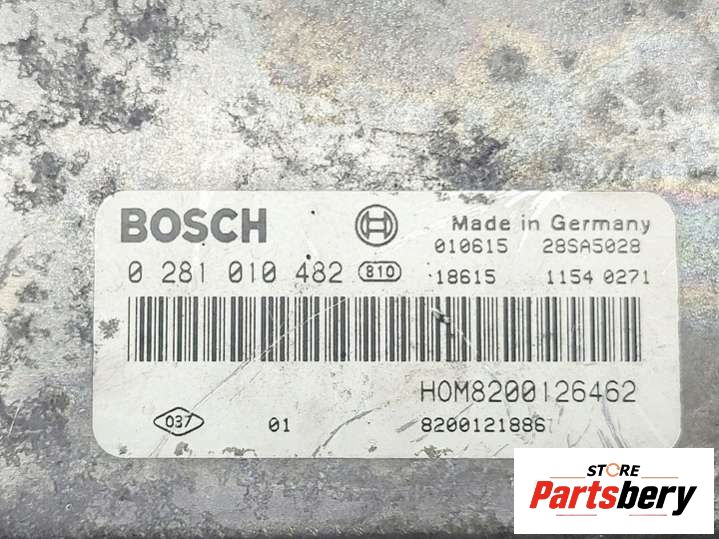 BOSCH
Made in Germany
010615 28SA5028
0 281 010 482 810
18615 1154 0271
HOM8200126462
037
01
8200121886
STORE
Partsbery